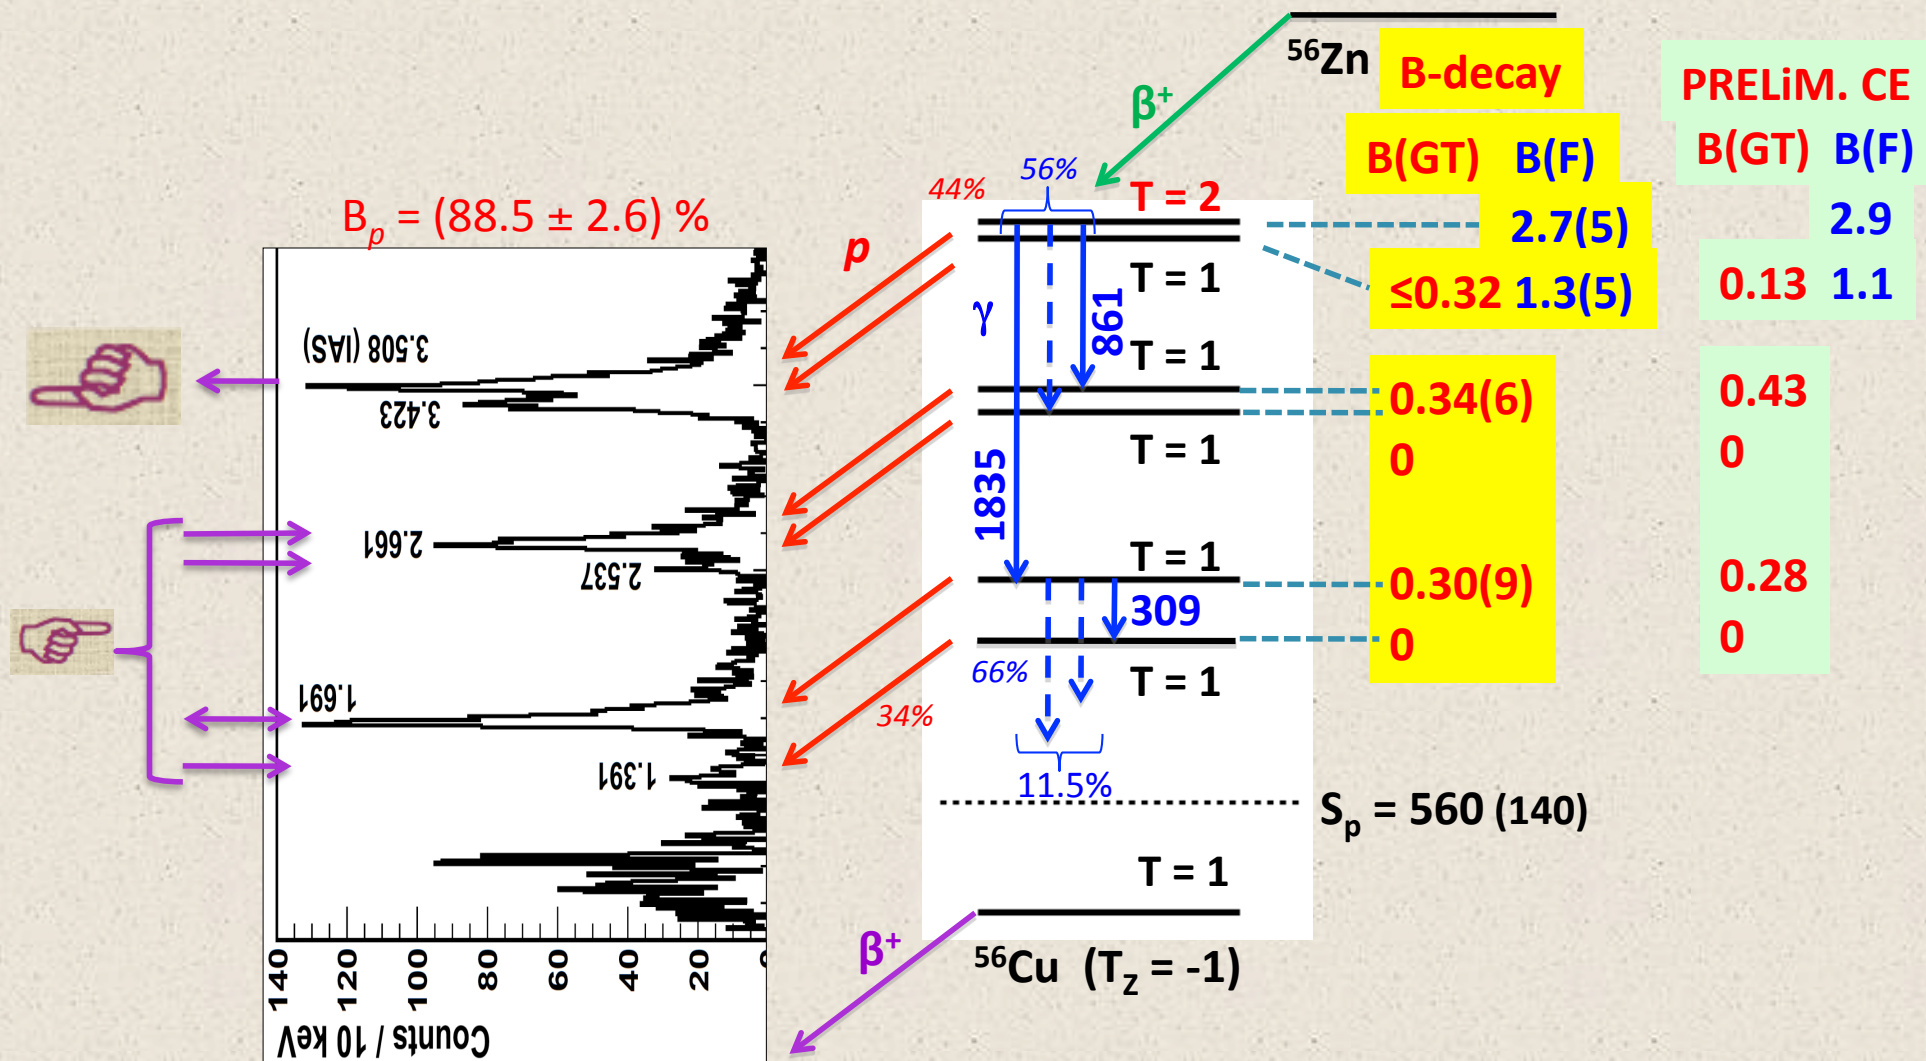 ⁵⁶Zn
B-decay
PRELiM. CE
β⁺
B(GT) B(F)
B(GT) B(F)
56%
44%
T = 2
Bₚ = (88.5 ± 2.6) %
2.7(5)
2.9
p
T = 1
≤0.32 1.3(5)
0.13 1.1
γ
861
3.508 (IAS)
T = 1
3.423
0.34(6)
0.43
T = 1
0
0
1835
2.661
2.537
T = 1
0.30(9)
0.28
309
0
0
66%
T = 1
1.691
34%
1.391
11.5%
Sₚ = 560 (140)
T = 1
β⁺
⁵⁶Cu (T_Z = -1)
140 120 100 80 60 40 20
Counts / 10 keV